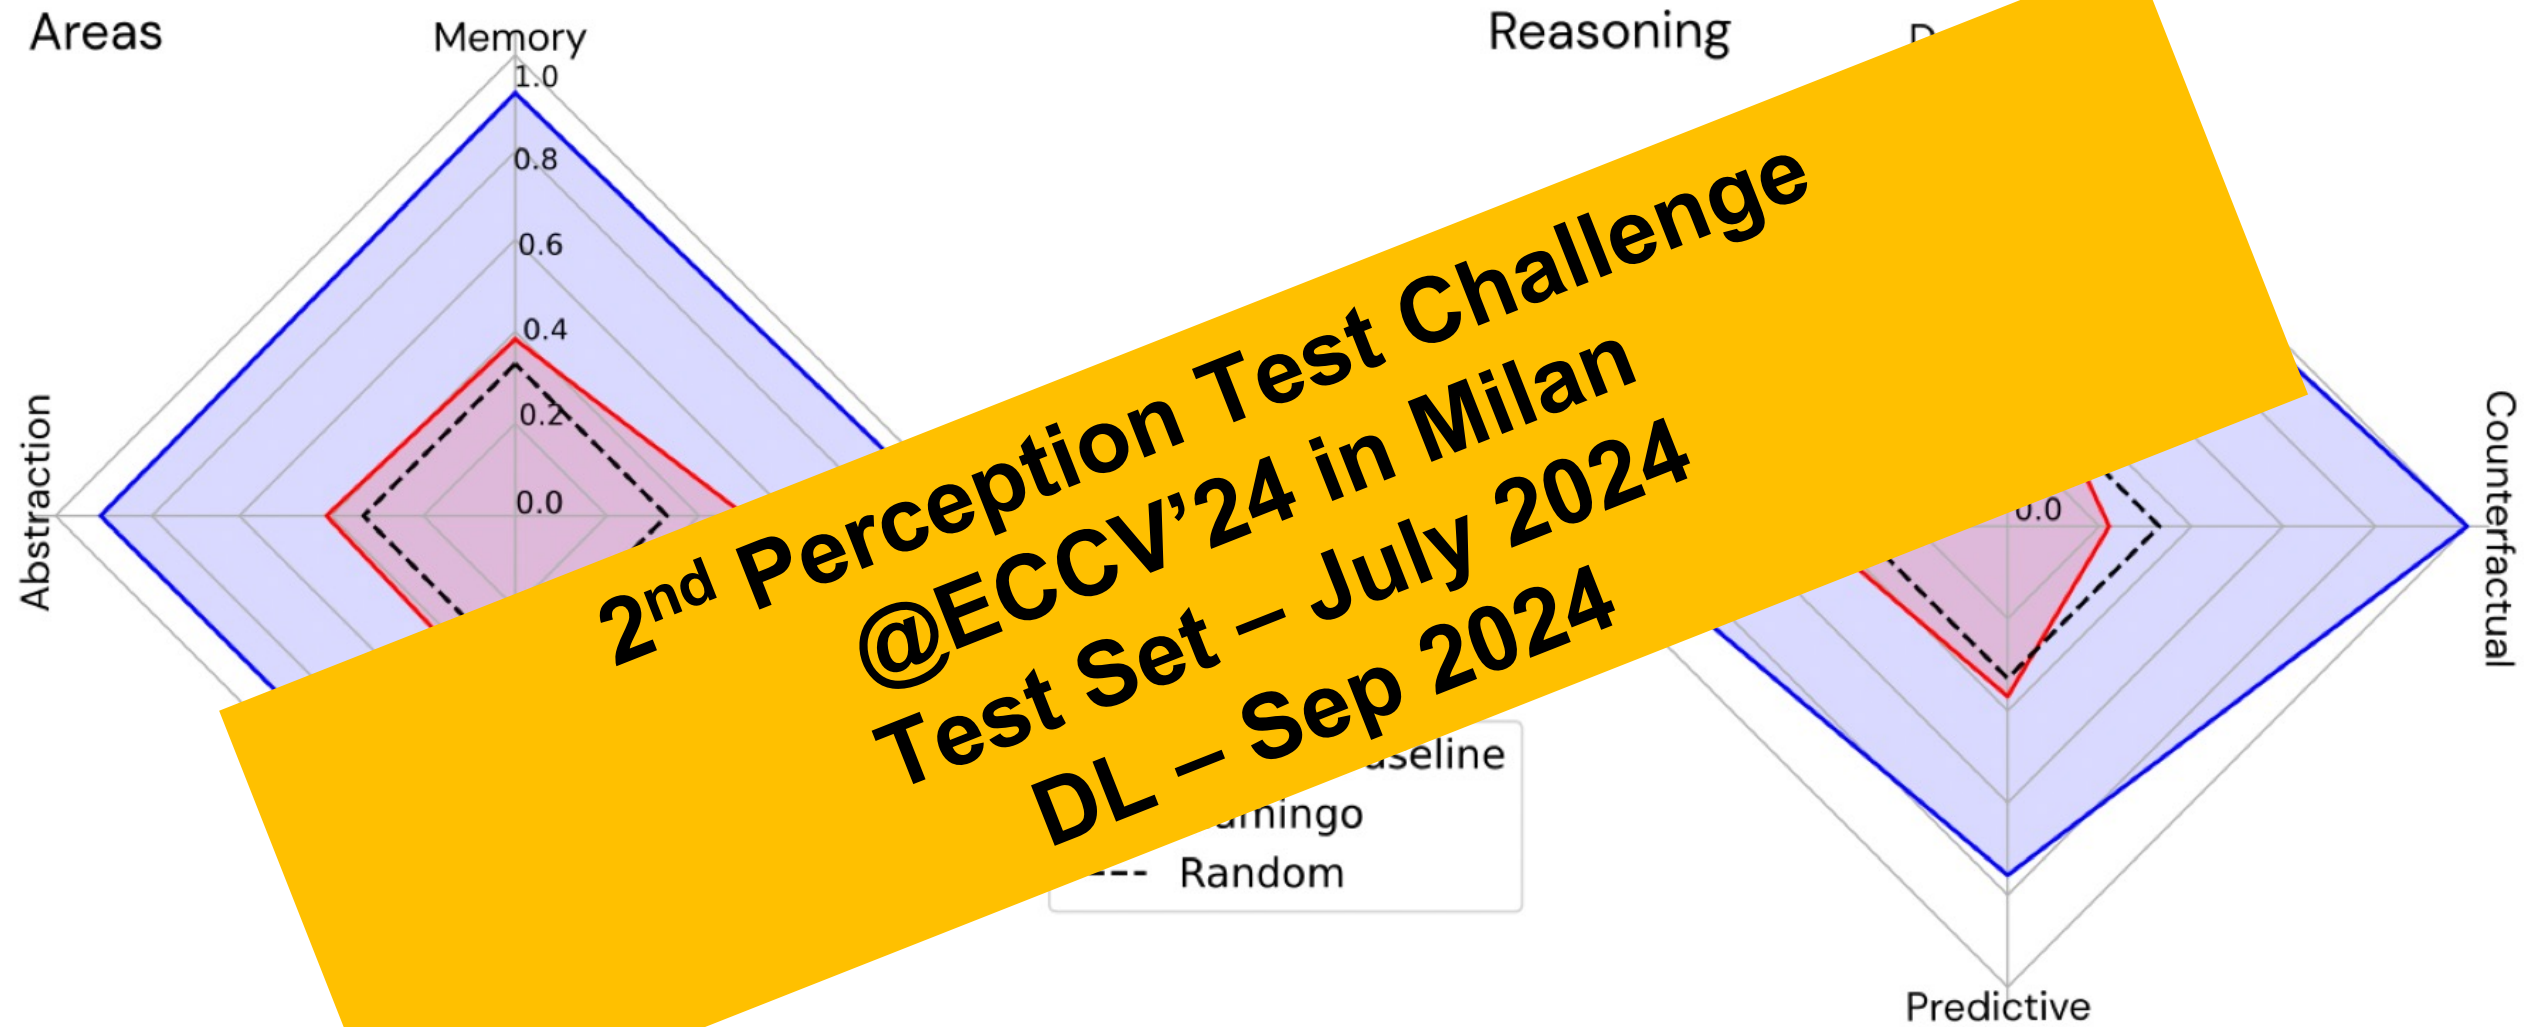 Areas
Memory
1.0
0.8
0.6
0.4
0.2
0.0
Abstraction
Reasoning
0.0
Counterfactual
Predictive
2nd Perception Test Challenge
@ECCV’24 in Milan
Test Set – July 2024
DL – Sep 2024
Random